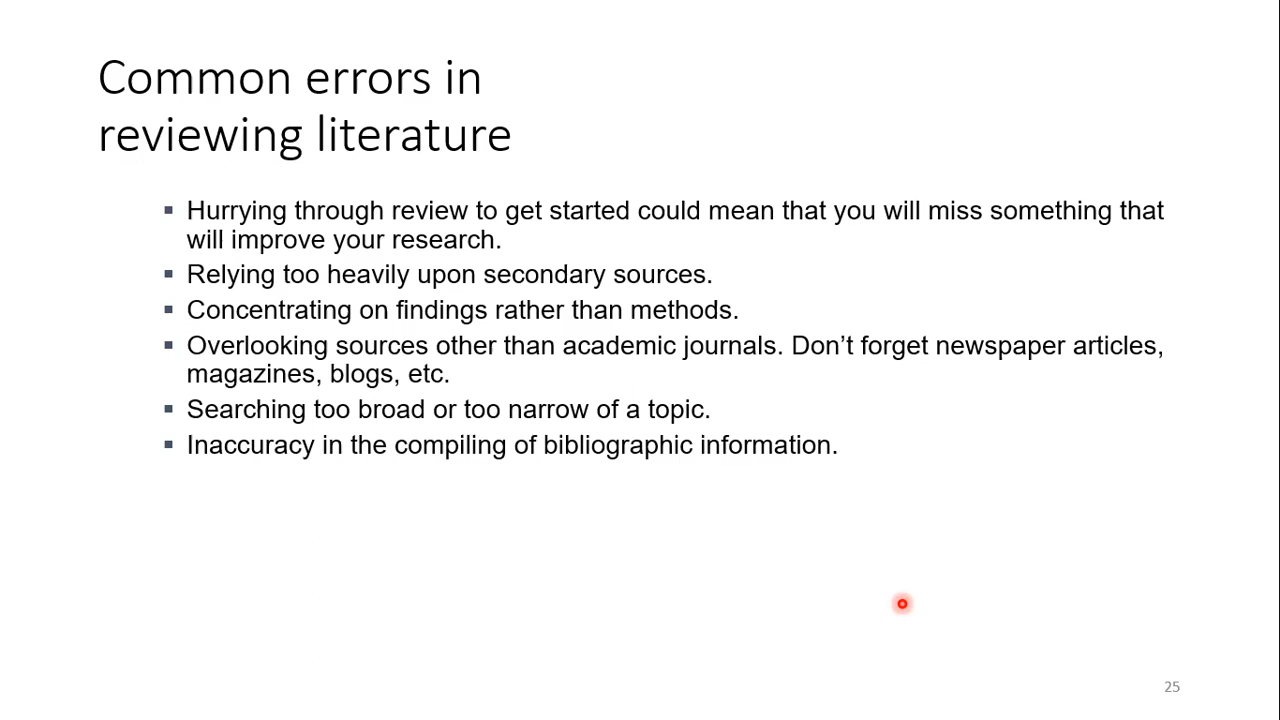 Common errors in
reviewing literature
▪ Hurrying through review to get started could mean that you will miss something that
will improve your research.
▪ Relying too heavily upon secondary sources.
▪ Concentrating on findings rather than methods.
▪ Overlooking sources other than academic journals. Don’t forget newspaper articles,
magazines, blogs, etc.
▪ Searching too broad or too narrow of a topic.
▪ Inaccuracy in the compiling of bibliographic information.
25